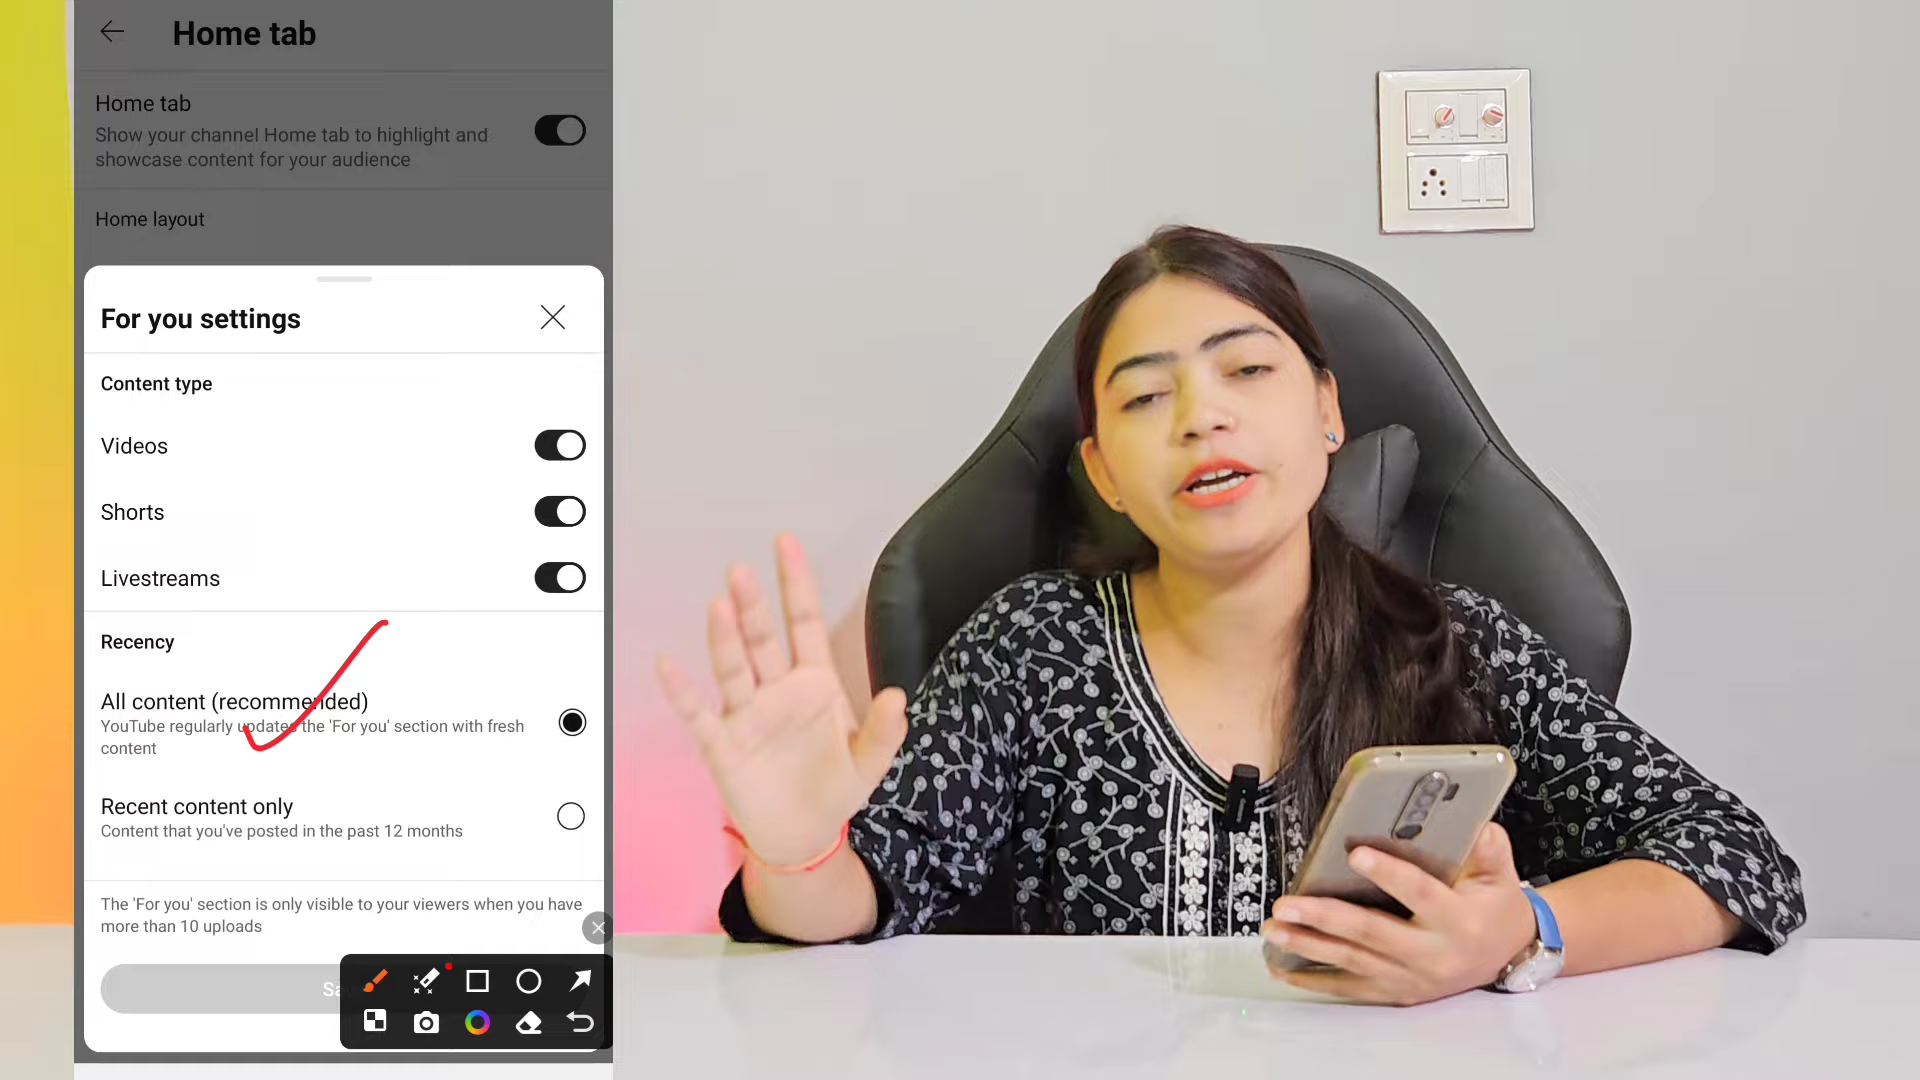 Home tab
Home tab
Show your channel Home tab to highlight and
showcase content for your audience
Home layout
For you settings
Content type
Videos
Shorts
Livestreams
Recency
All content (recommended)
YouTube regularly updates the 'For you' section with fresh
content
Recent content only
Content that you've posted in the past 12 months
The 'For you' section is only visible to your viewers when you have
more than 10 uploads